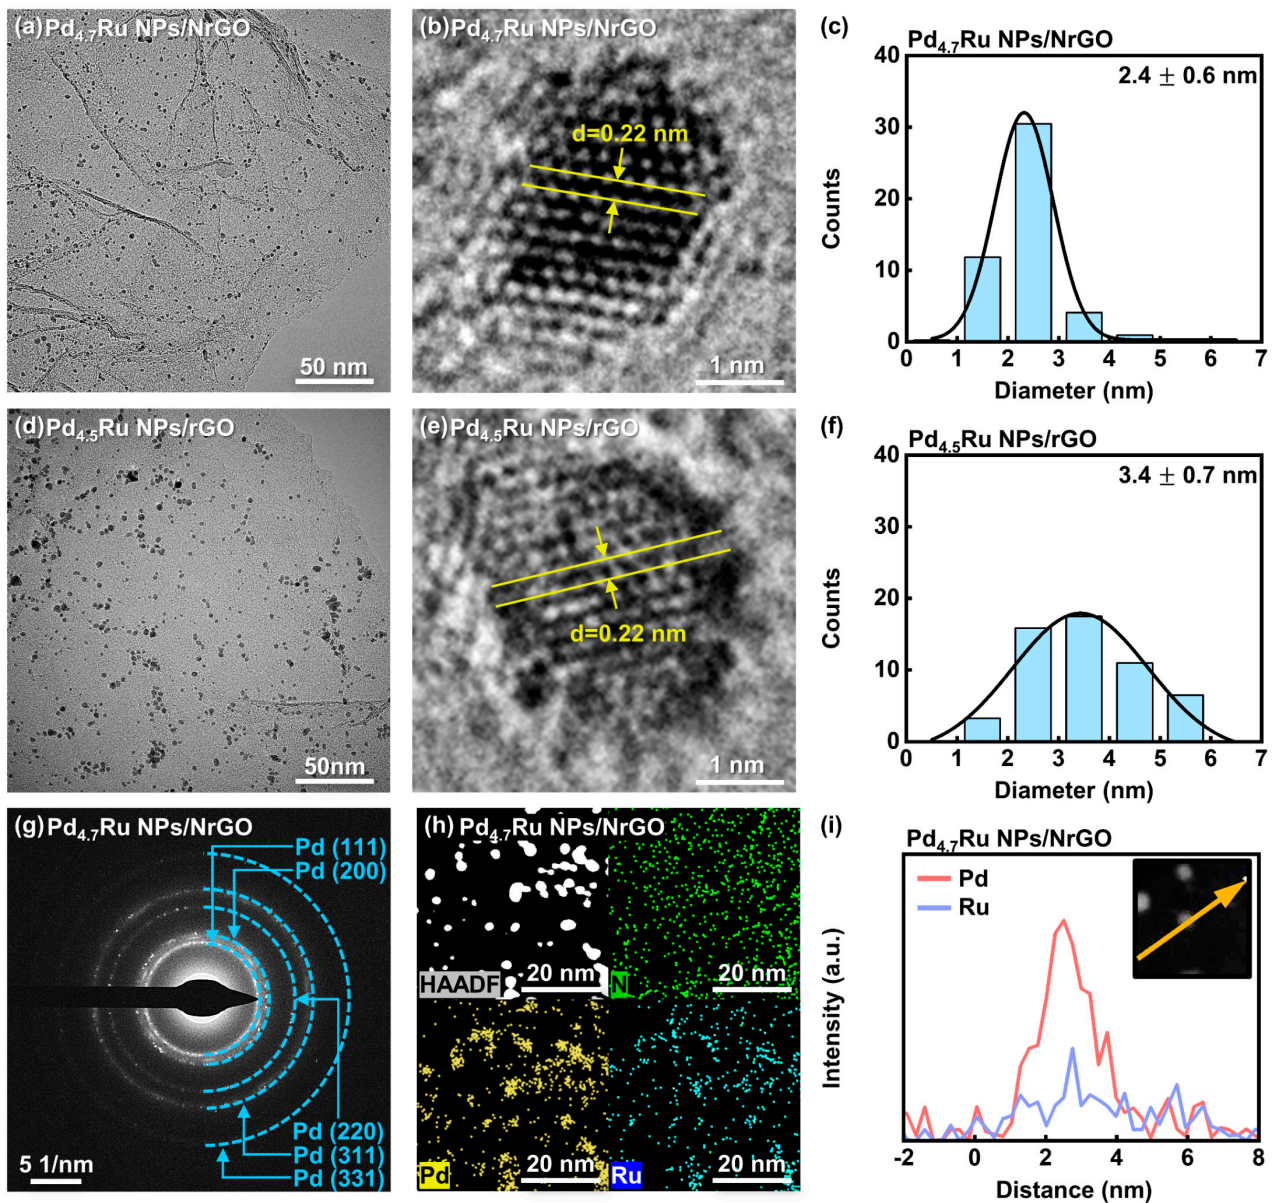 (a) Pd4.7Ru NPs/NrGO
50 nm
(b) Pd4.7Ru NPs/NrGO
d=0.22 nm
1 nm
(c)
Pd4.7Ru NPs/NrGO
2.4 ± 0.6 nm
40
30
20
10
0
Counts
0 1 2 3 4 5 6 7
Diameter (nm)
(d) Pd4.5Ru NPs/rGO
50nm
(e) Pd4.5Ru NPs/rGO
d=0.22 nm
1 nm
(f)
Pd4.5Ru NPs/rGO
3.4 ± 0.7 nm
40
30
20
10
0
Counts
0 1 2 3 4 5 6 7
Diameter (nm)
(g) Pd4.7Ru NPs/NrGO
Pd (111)
Pd (200)
Pd (220)
Pd (311)
Pd (331)
5 1/nm
(h) Pd4.7Ru NPs/NrGO
HAADF
20 nm
N
20 nm
Pd
20 nm
Ru
20 nm
(i)
Pd4.7Ru NPs/NrGO
Pd
Ru
Intensity (a.u.)
-2 0 2 4 6 8
Distance (nm)